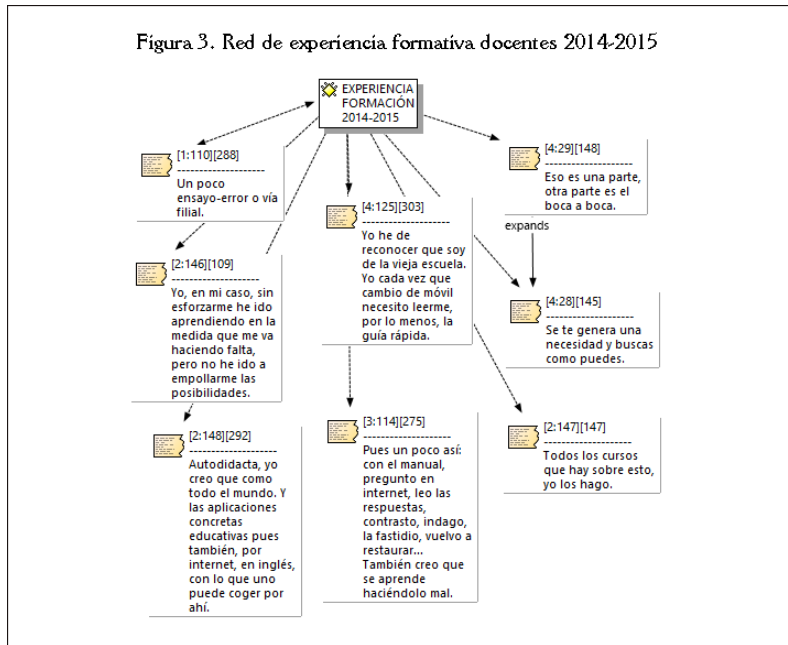 Figura 3. Red de experiencia formativa docentes 2014-2015
EXPERIENCIA
FORMACIÓN
2014-2015
[1:110][288]
--------------------
Un poco
ensayo-error o vía
filial.
[4:29][148]
--------------------
Eso es una parte,
otra parte es el
boca a boca.
expands
[4:125][303]
--------------------
Yo he de
reconocer que soy
de la vieja escuela.
Yo cada vez que
cambio de móvil
necesito leerme,
por lo menos, la
guía rápida.
[2:146][109]
--------------------
Yo, en mi caso, sin
esforzarme he ido
aprendiendo en la
medida que me va
haciendo falta,
pero no he ido a
empollarme las
posibilidades.
[4:28][145]
--------------------
Se te genera una
necesidad y buscas
como puedes.
[2:148][292]
--------------------
Autodidacta, yo
creo que como
todo el mundo. Y
las aplicaciones
concretas
educativas pues
también, por
internet, en inglés,
con lo que uno
puede coger por
ahí.
[3:114][275]
--------------------
Pues un poco así:
con el manual,
pregunto en
internet, leo las
respuestas,
contrasto, indago,
la fastidio, vuelvo a
restaurar...
También creo que
se aprende
haciéndolo mal.
[2:147][147]
--------------------
Todos los cursos
que hay sobre esto,
yo los hago.